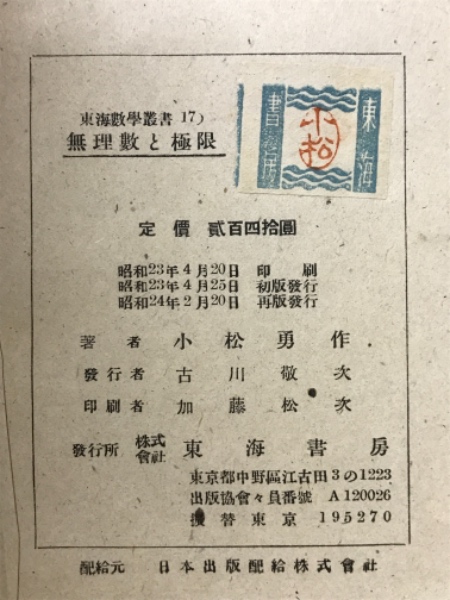 東海數學叢書 17)
無理數と極限
東海
書房
小松
定價 貳百四拾圓
昭和23年4月20日 印刷
昭和23年4月25日 初版發行
昭和24年2月20日 再版發行
著者 小松勇作
發行者 古川敬次
印刷者 加藤松次
發行所 株式會社 東海書房
東京都中野區江古田3の1223
出版協會々員番號 A120026
振替東京 195270
配給元 日本出版配給株式會社